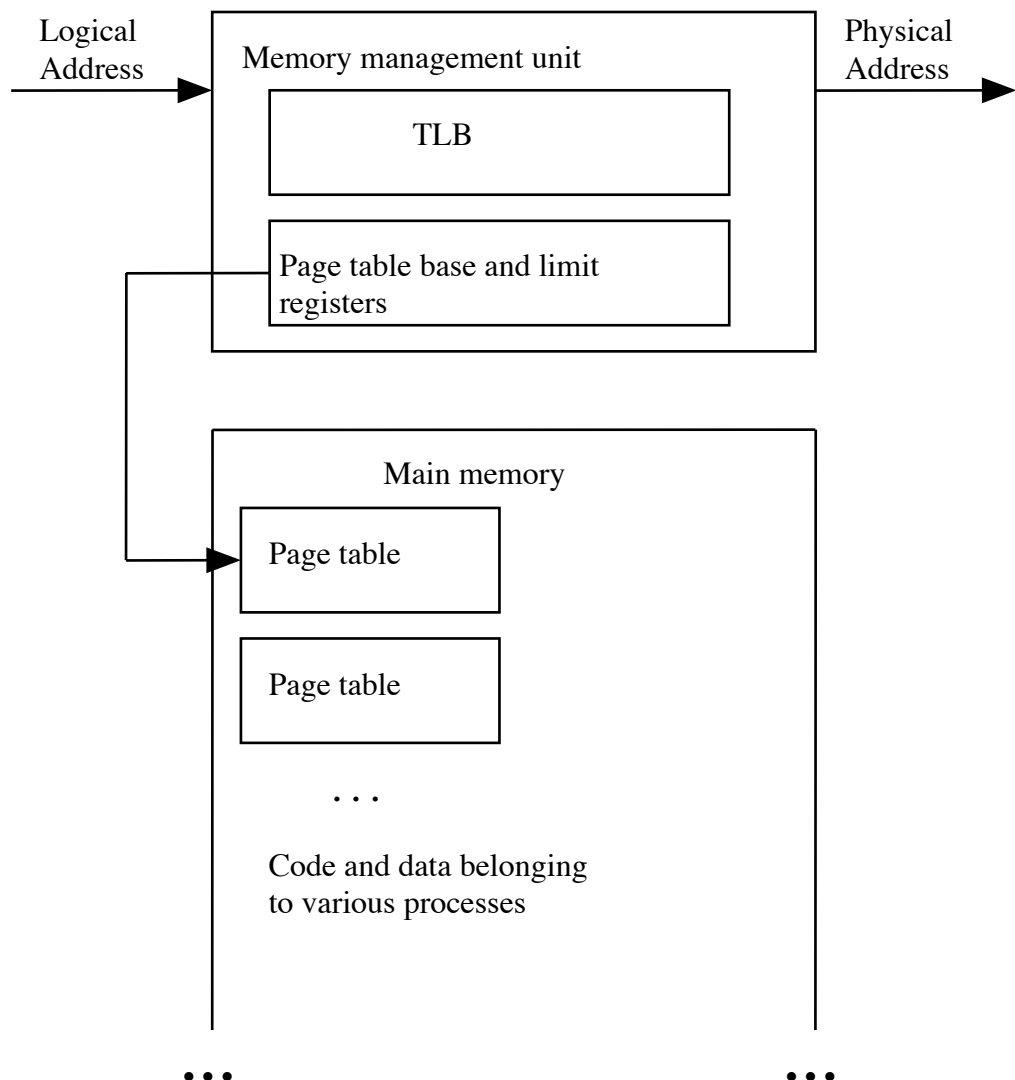 Logical
Address
Memory management unit
Physical
Address
TLB
Page table base and limit
registers
Main memory
Page table
Page table
. . .
Code and data belonging
to various processes
... ...